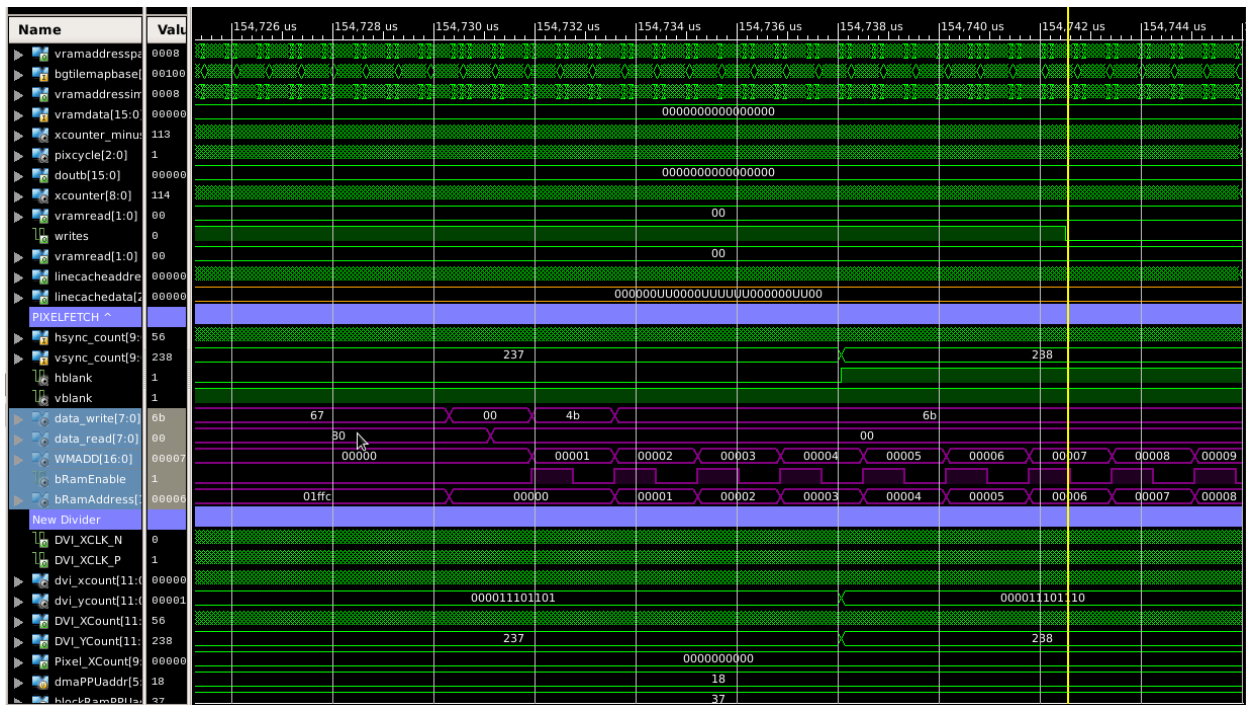 Name Valu 154,726 us 154,728 us 154,730 us 154,732 us 154,734 us 154,736 us 154,738 us 154,740 us 154,742 us 154,744 us
vramaddresspa 0008
bgtilemapbase[ 00100
vramaddressim 0008
vramdata[15:0 00000 0000000000000000
xcounter_minus 113
pixcycle[2:0] 1
doutb[15:0] 00000 0000000000000000
xcounter[8:0] 114
vramread[1:0] 00 00
writes 0
vramread[1:0] 00 00
linecacheaddre 00000
linecachedata[2 00000 000000UU0000UUUUUU000000UU00
PIXELFETCH ^
hsync_count[9: 56
vsync_count[9: 238 237 238
hblank 1
vblank 1
data_write[7:0] 6b 67 00 4b 6b
data_read[7:0] 00 80 00
WMADD[16:0] 00007 00000 00001 00002 00003 00004 00005 00006 00007 00008 00009
bRamEnable 1
bRamAddress[ 00006 01ffc 00000 00001 00002 00003 00004 00005 00006 00007 00008
New Divider
DVI_XCLK_N 0
DVI_XCLK_P 1
dvi_xcount[11:0 00000
dvi_ycount[11:0 00001 000011101101 000011101110
DVI_XCount[11: 56
DVI_YCount[11: 238 237 238
Pixel_XCount[9: 00000 0000000000
dmaPPUaddr[5: 18 18
blockRamPPUa 37 37